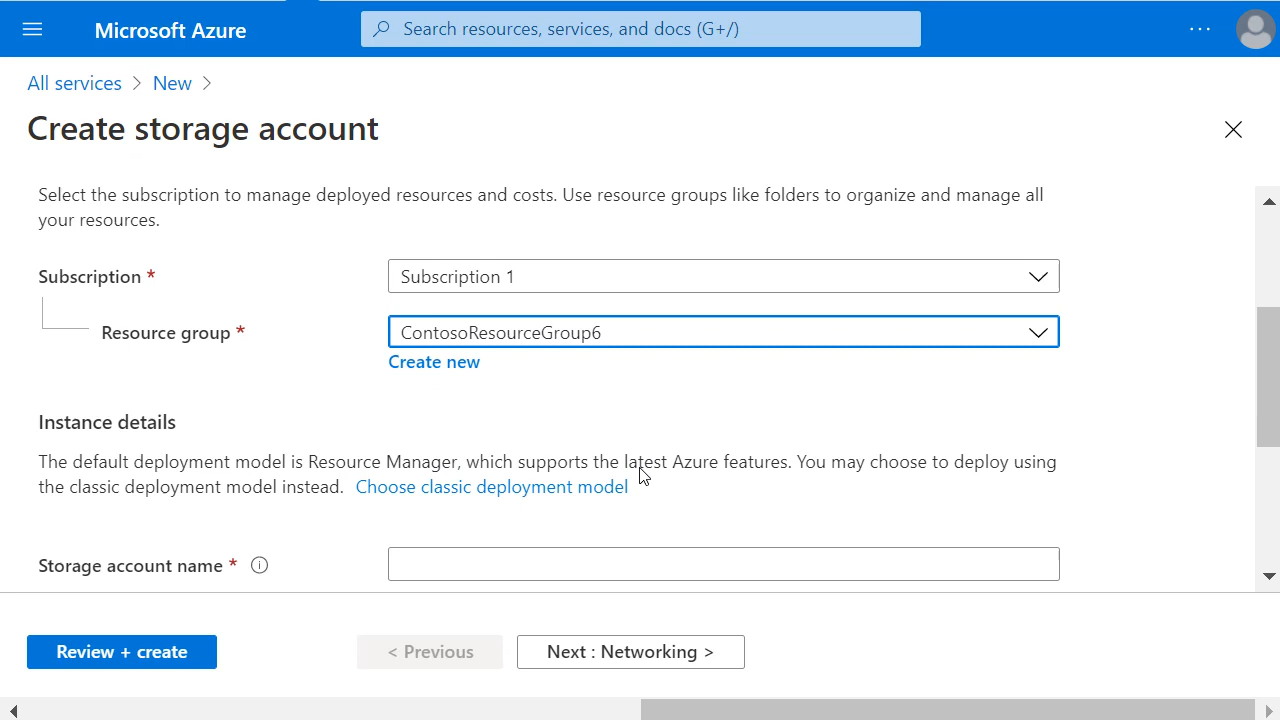 Microsoft Azure
Search resources, services, and docs (G+/)
All services > New >
Create storage account
Select the subscription to manage deployed resources and costs. Use resource groups like folders to organize and manage all
your resources.
Subscription *
Subscription 1
Resource group *
ContosoResourceGroup6
Create new
Instance details
The default deployment model is Resource Manager, which supports the latest Azure features. You may choose to deploy using
the classic deployment model instead. Choose classic deployment model
Storage account name *
Review + create
< Previous
Next : Networking >